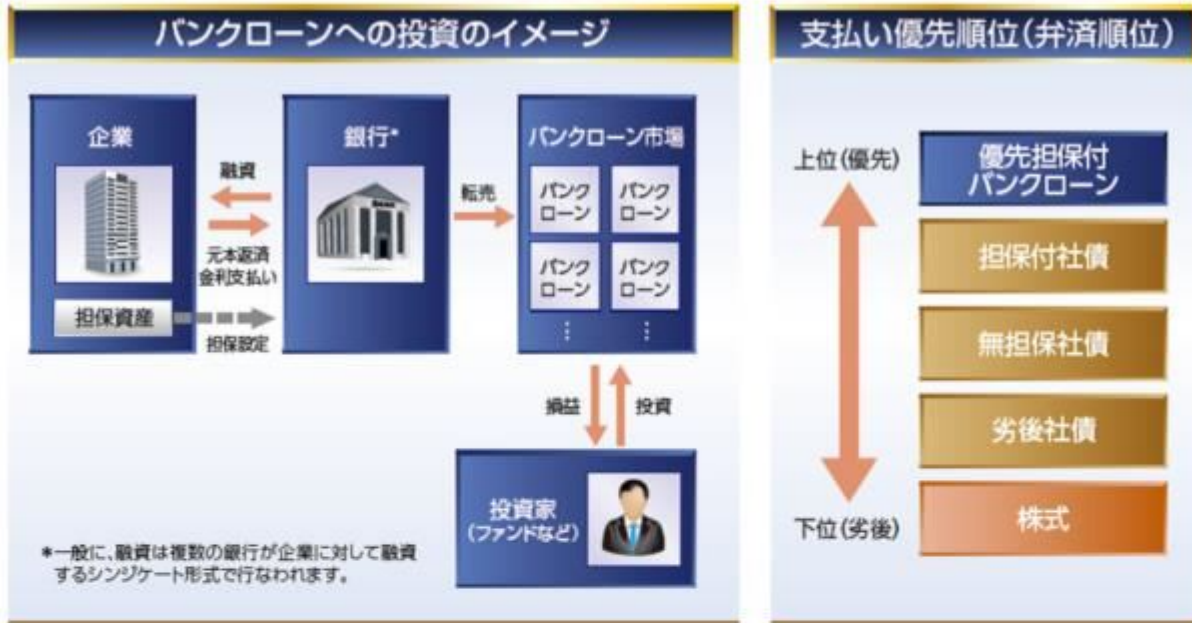 バンクローンへの投資のイメージ
企業
融資
元本返済
金利支払い
担保資産
担保設定
銀行*
BANK
転売
バンクローン市場
バンク
ローン
バンク
ローン
バンク
ローン
バンク
ローン
⋮
⋮
損益
投資
投資家
(ファンドなど)
*一般に、融資は複数の銀行が企業に対して融資
するシンジケート形式で行なわれます。
支払い優先順位(弁済順位)
上位(優先)
下位(劣後)
優先担保付
バンクローン
担保付社債
無担保社債
劣後社債
株式